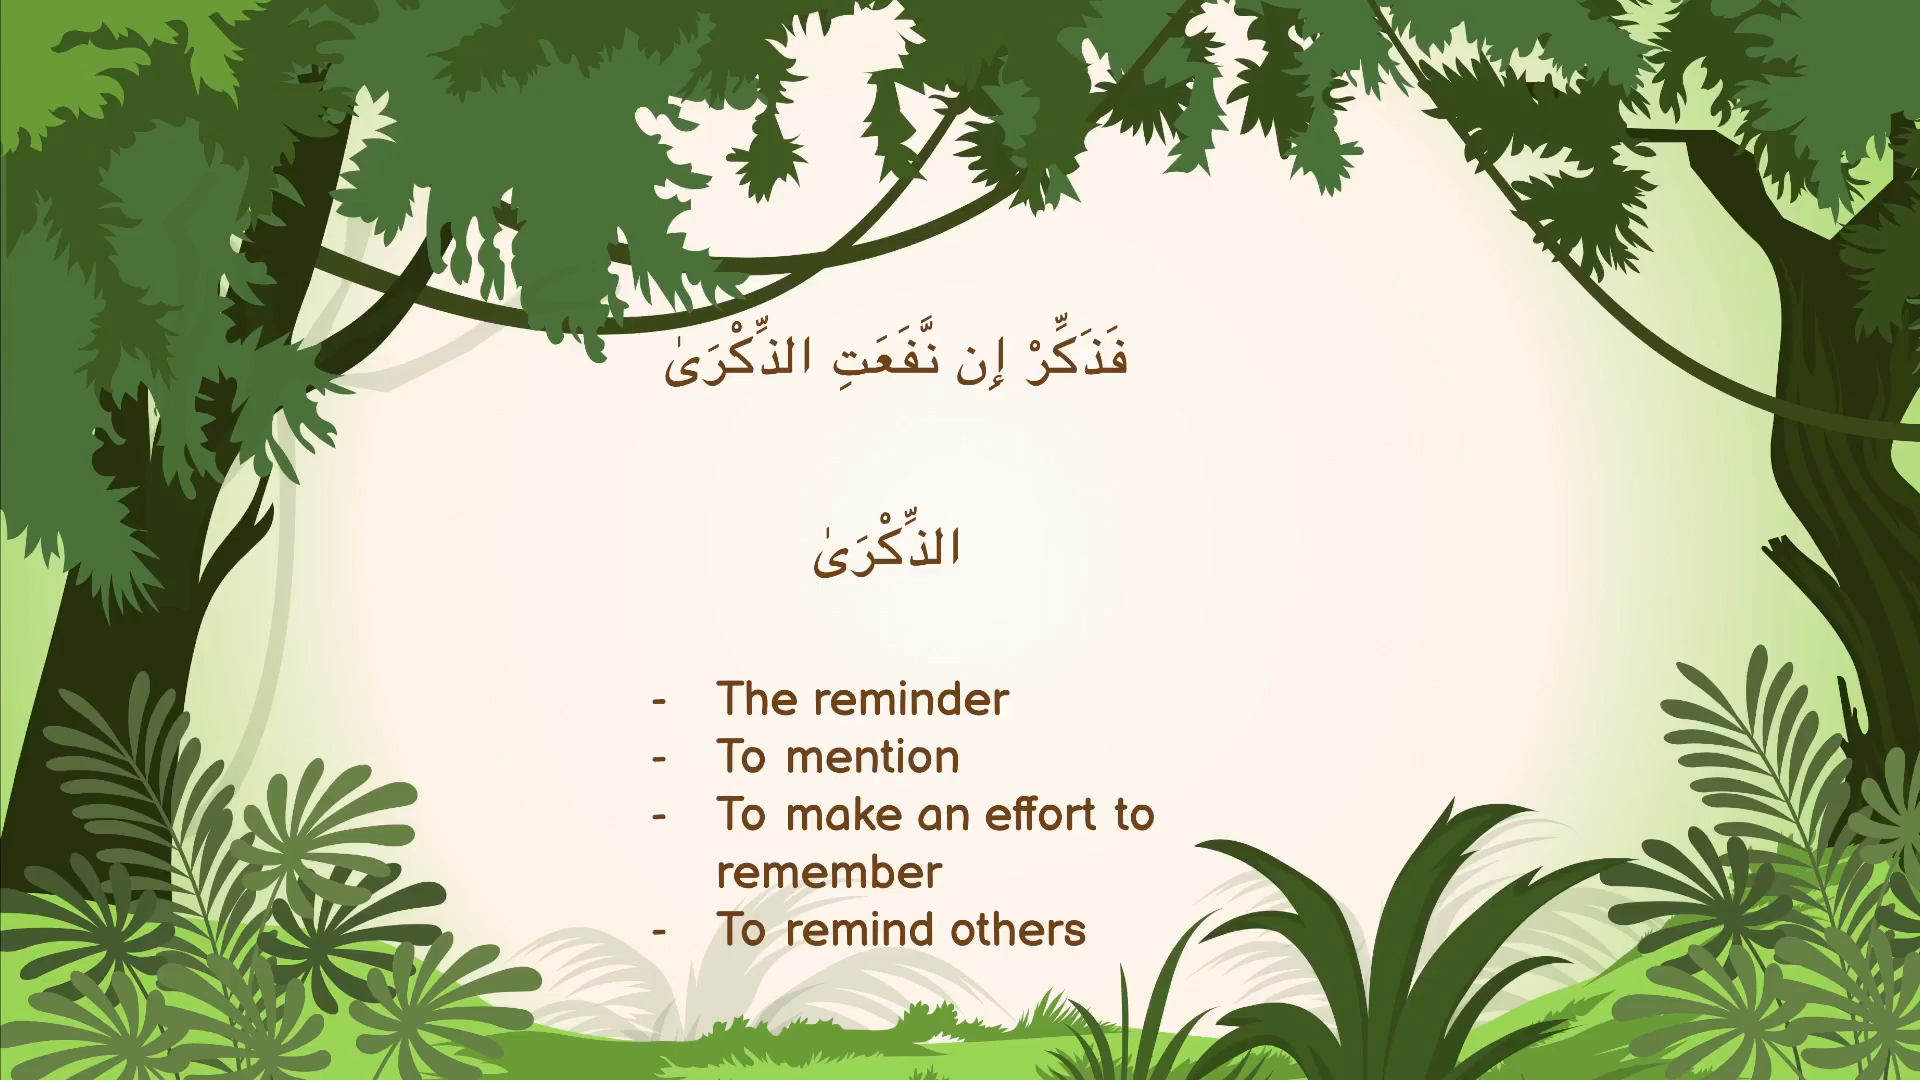 فَذَكِّرْ إِن نَّفَعَتِ الذِّكْرَىٰ
الذِّكْرَىٰ
- The reminder
- To mention
- To make an effort to
remember
- To remind others